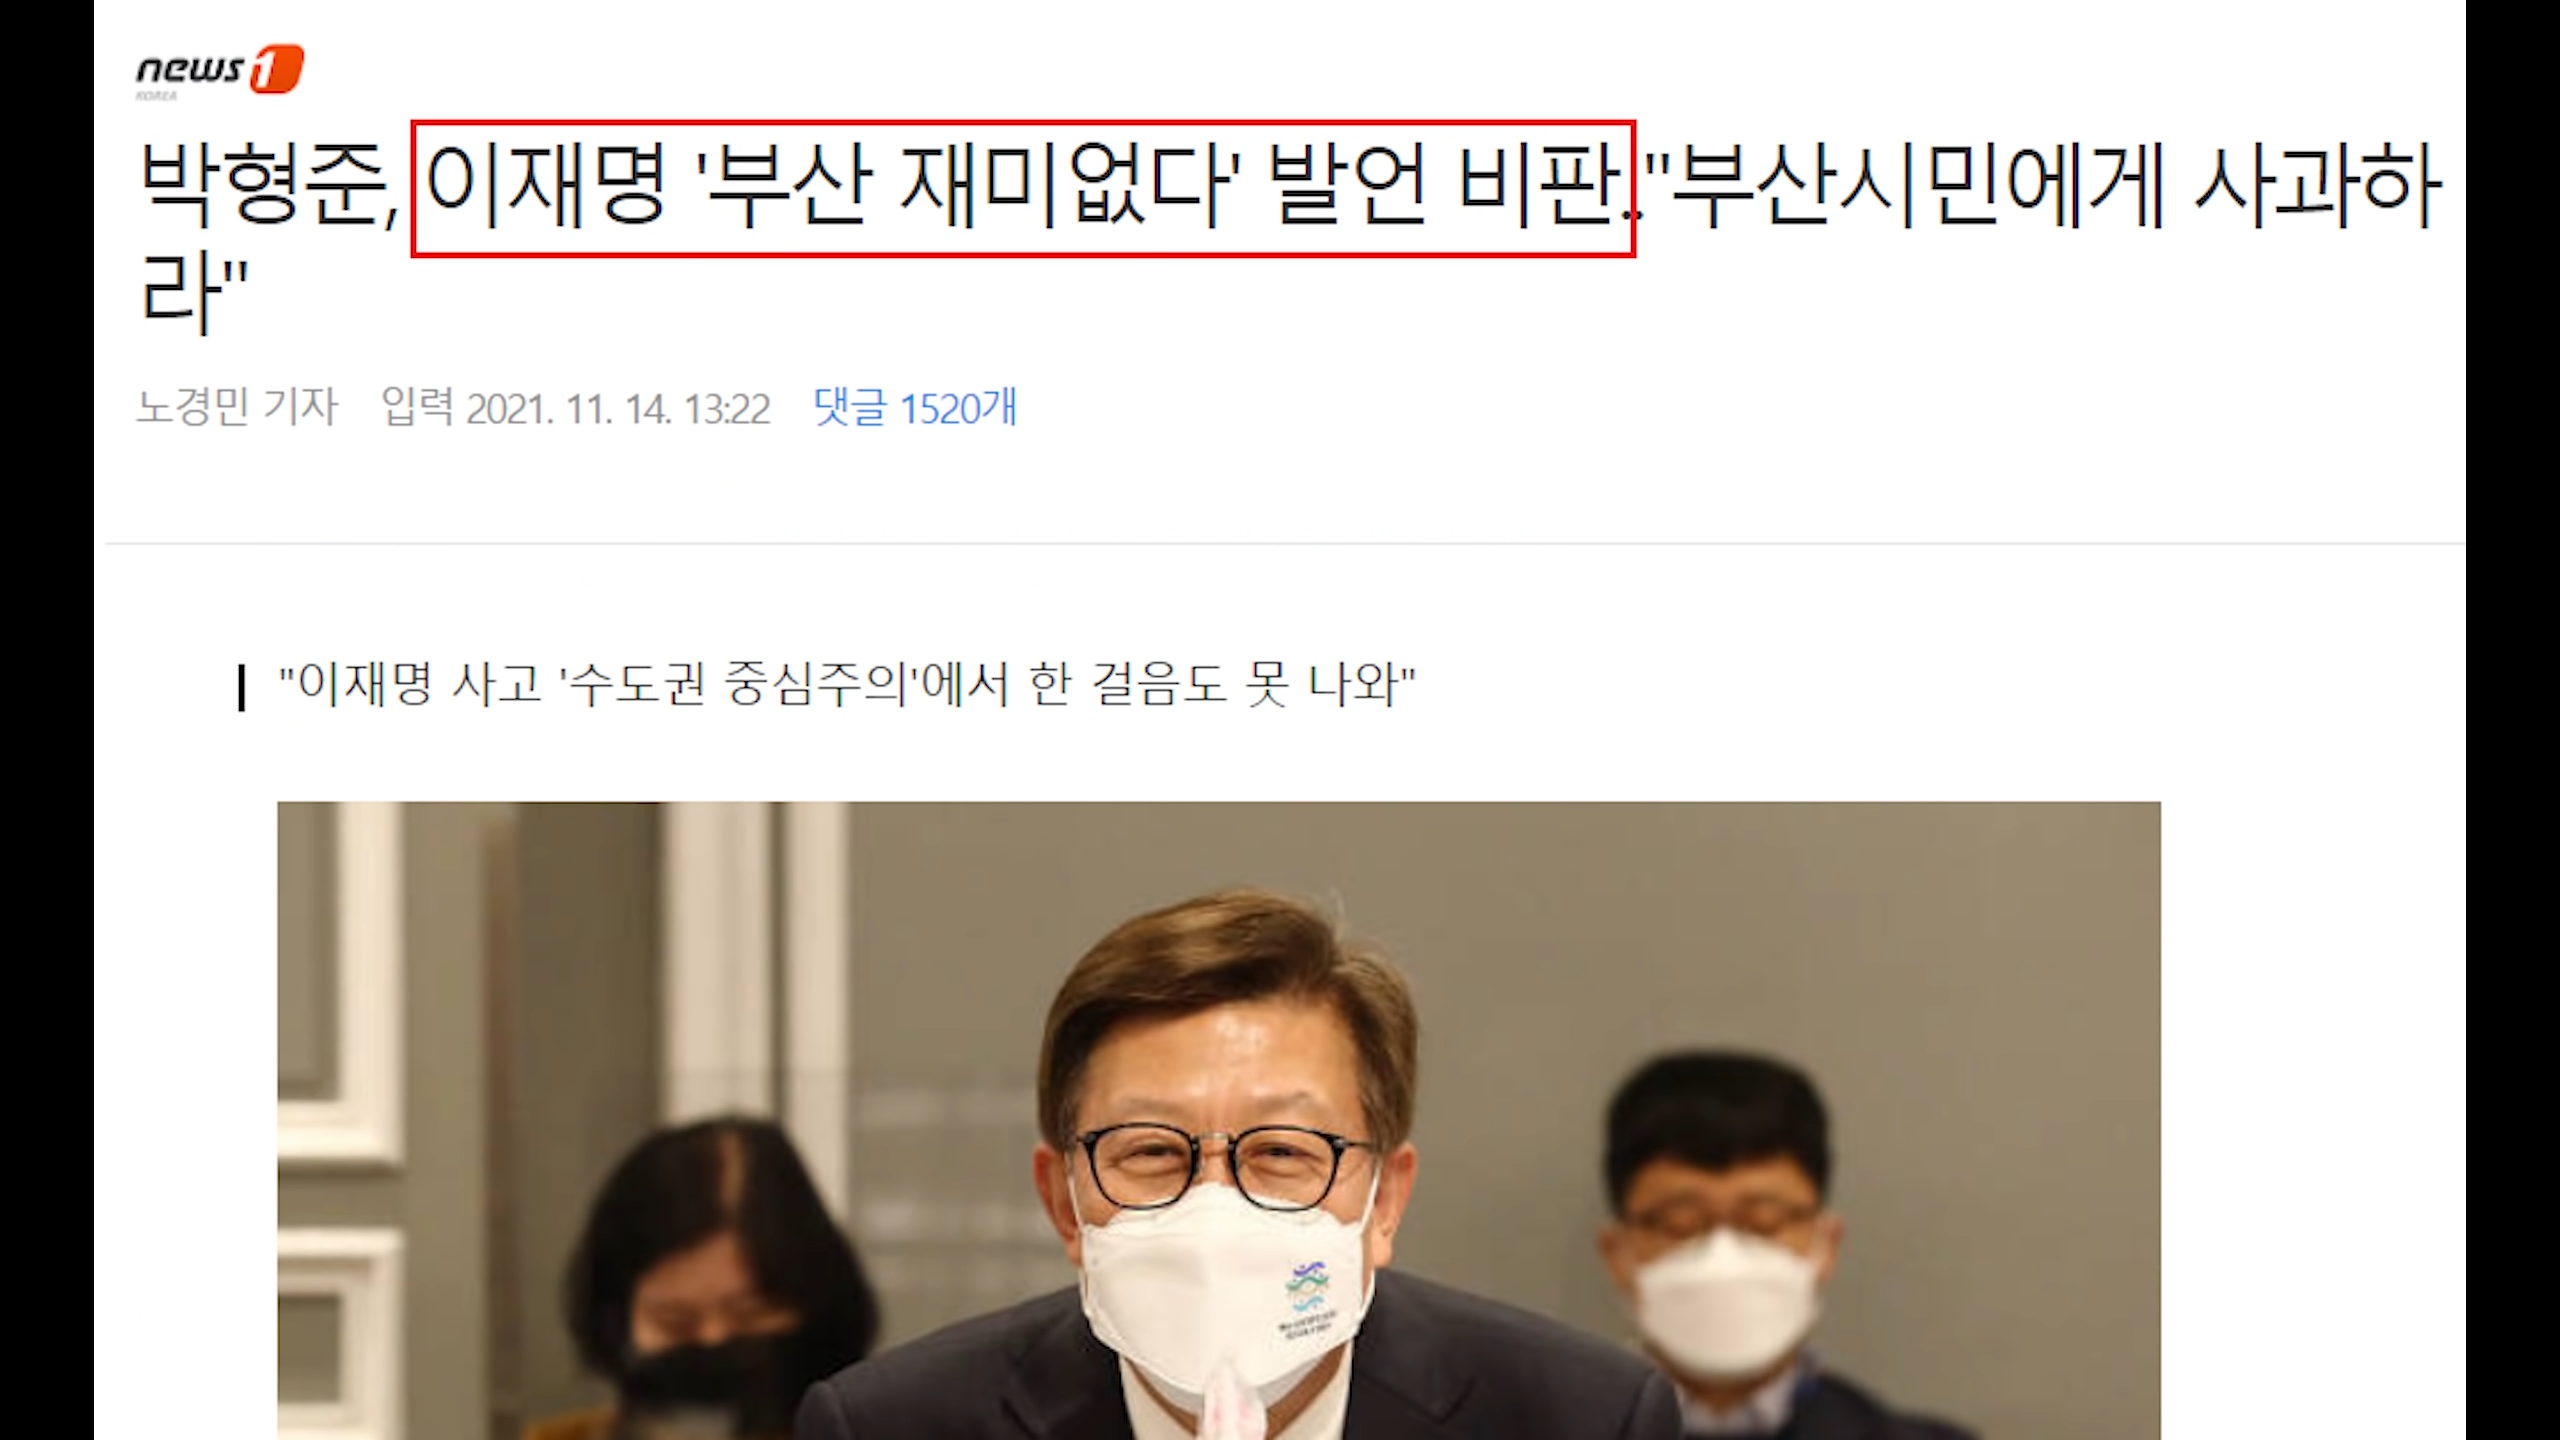 news1
KOREA
박형준, 이재명 '부산 재미없다' 발언 비판.."부산시민에게 사과하
라"
노경민 기자 입력 2021. 11. 14. 13:22 댓글 1520개
"이재명 사고 '수도권 중심주의'에서 한 걸음도 못 나와"